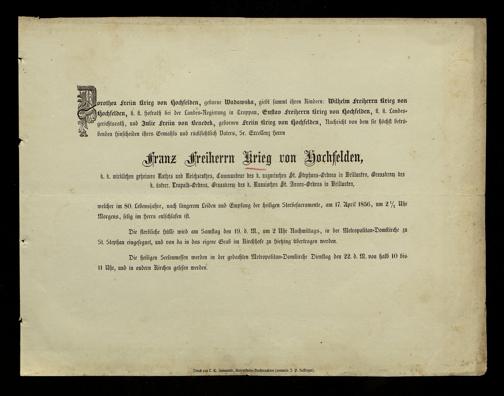 Dorothea Freiin Krieg von Hochfelden, geborne Wadawska, giebt sammt ihren Kindern: Wilhelm Freiherrn Krieg von
Hochfelden, k. k. Hofrath bei der Landes-Regierung in Troppau, Gustav Freiherrn Krieg von Hochfelden, k. k. Landes-
gerichtsrath, und Julie Freiin von geborenen Freiin Krieg von Hochfelden, Nachricht von dem sie höchst betrü-
benden Hinscheiden ihres Gemahls und rücksichtlich Vaters, Sr. Excellenz Herrn
Franz Freiherrn Krieg von Hochfelden,
k. k. wirklichen geheimen Rathes und Reichsrathes, Commandeur des k. ungarischen St. Stephans-Ordens in Brillanten, Grosskreuz des
k. österr. Leopold-Ordens, Grosskreuz des k. Russischen St. Annen-Ordens in Brillanten,
welcher im 80. Lebensjahre, nach längerem Leiden und Empfang der heiligen Sterbesacramente, am 17. April 1856, um 2 ½ Uhr
Morgens, selig im Herrn entschlafen ist.
Die sterbliche Hülle wird am Samstag den 19. d. M., um 2 Uhr Nachmittags, in der Metropolitan-Domkirche zu
St. Stephan eingesegnet, und von da in das eigene Grab im Kirchhofe zu Hietzing übertragen werden.
Die heiligen Seelenmessen werden in der gedachten Metropolitan-Domkirche Dienstag den 22. d. M. von halb 10 bis
11 Uhr, und in andern Kirchen gelesen werden.
Druck von